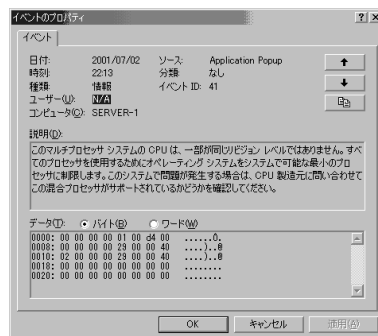 イベントのプロパティ
イベント
日付: 2001/07/02 ソース: Application Popup
時刻: 22:13 分類: なし
種類: 情報 イベント ID: 41
ユーザー(U): N/A
コンピュータ(C): SERVER-1
説明(D):
このマルチプロセッサ システムの CPU は、一部が同じリビジョン レベルではありません。すべ
てのプロセッサを使用するためにオペレーティング システムをシステムで可能な最小のプロ
セッサに制限します。このシステムで問題が発生する場合は、CPU 製造元に問い合わせて
この混合プロセッサがサポートされているかどうかを確認してください。
データ(T): バイト(B) ワード(W)
0000: 00 00 00 00 01 00 d4 00 ......Ô.
0008: 00 00 00 00 29 00 00 40 ....)..@
0010: 02 00 00 00 29 00 00 40 ....)..@
0018: 00 00 00 00 00 00 00 00 ........
0020: 00 00 00 00 00 00 00 00 ........
OK キャンセル 適用(A)